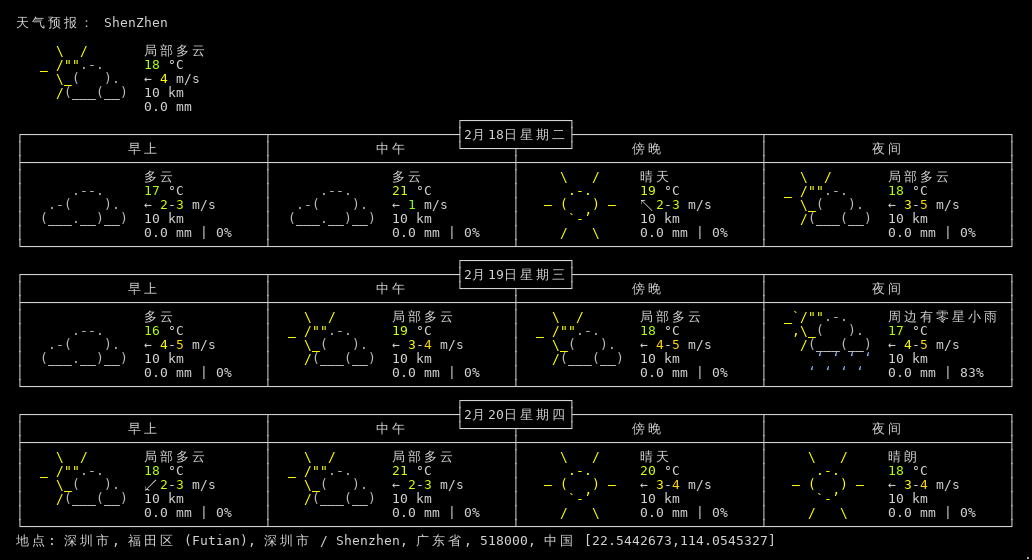 天气预报： ShenZhen
局部多云
18 °C
← 4 m/s
10 km
0.0 mm
2月18日星期二
早上 中午 傍晚 夜间
多云 多云 晴天 局部多云
17 °C 21 °C 19 °C 18 °C
← 2-3 m/s ← 1 m/s ↖ 2-3 m/s ← 3-5 m/s
10 km 10 km 10 km 10 km
0.0 mm | 0% 0.0 mm | 0% 0.0 mm | 0% 0.0 mm | 0%
2月19日星期三
早上 中午 傍晚 夜间
多云 局部多云 局部多云 周边有零星小雨
16 °C 19 °C 18 °C 17 °C
← 4-5 m/s ← 3-4 m/s ← 4-5 m/s ← 4-5 m/s
10 km 10 km 10 km 10 km
0.0 mm | 0% 0.0 mm | 0% 0.0 mm | 0% 0.0 mm | 83%
2月20日星期四
早上 中午 傍晚 夜间
局部多云 局部多云 晴天 晴朗
18 °C 21 °C 20 °C 18 °C
↙ 2-3 m/s ← 2-3 m/s ← 3-4 m/s ← 3-4 m/s
10 km 10 km 10 km 10 km
0.0 mm | 0% 0.0 mm | 0% 0.0 mm | 0% 0.0 mm | 0%
地点: 深圳市, 福田区 (Futian), 深圳市 / Shenzhen, 广东省, 518000, 中国 [22.5442673,114.0545327]